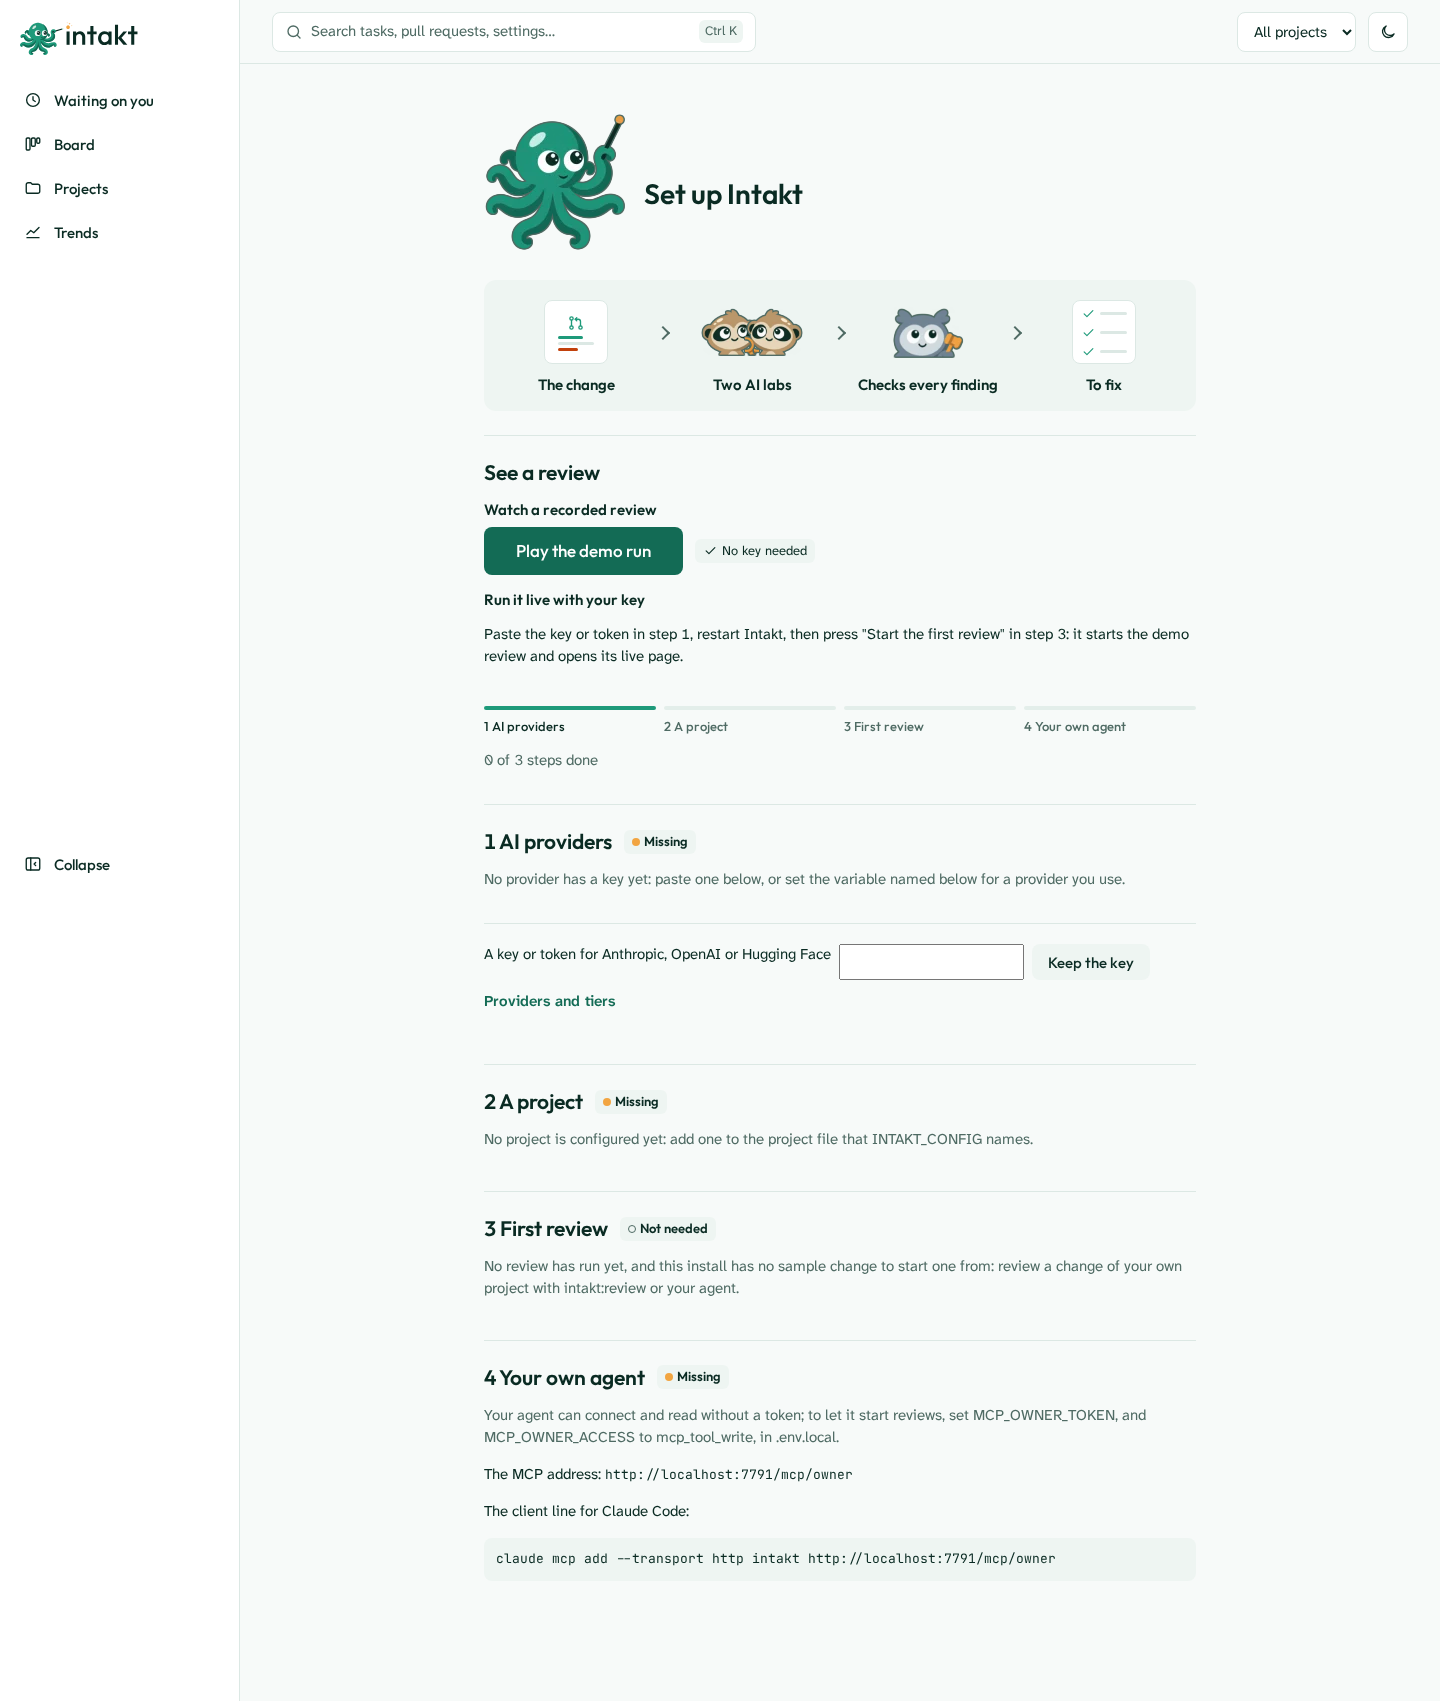 intakt
Search tasks, pull requests, settings...
Ctrl K
All projects
Waiting on you
Board
Projects
Trends
Collapse
Set up Intakt
The change
Two AI labs
Checks every finding
To fix
See a review
Watch a recorded review
Play the demo run
No key needed
Run it live with your key
Paste the key or token in step 1, restart Intakt, then press "Start the first review" in step 3: it starts the demo
review and opens its live page.
1 AI providers
2 A project
3 First review
4 Your own agent
0 of 3 steps done
1 AI providers
Missing
No provider has a key yet: paste one below, or set the variable named below for a provider you use.
A key or token for Anthropic, OpenAI or Hugging Face
Keep the key
Providers and tiers
2 A project
Missing
No project is configured yet: add one to the project file that INTAKT_CONFIG names.
3 First review
Not needed
No review has run yet, and this install has no sample change to start one from: review a change of your own
project with intakt:review or your agent.
4 Your own agent
Missing
Your agent can connect and read without a token; to let it start reviews, set MCP_OWNER_TOKEN, and
MCP_OWNER_ACCESS to mcp_tool_write, in .env.local.
The MCP address: http://localhost:7791/mcp/owner
The client line for Claude Code:
claude mcp add --transport http intakt http://localhost:7791/mcp/owner